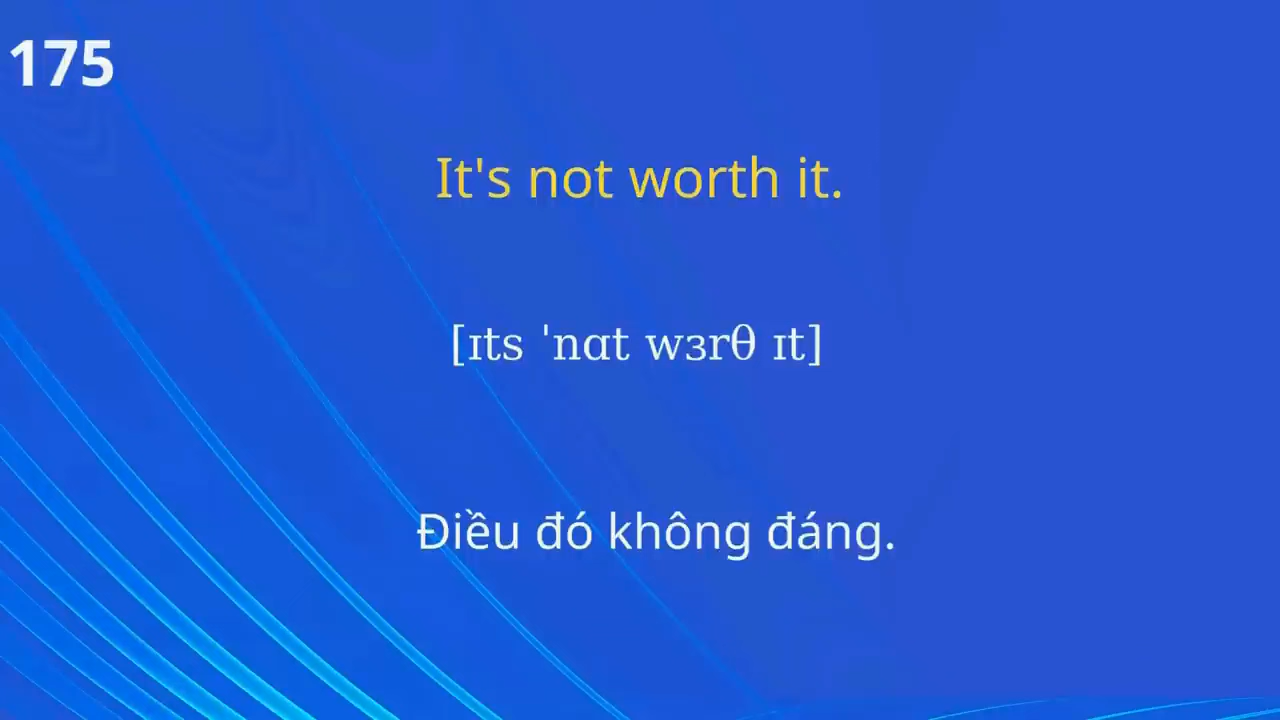 175
It's not worth it.
[ɪts ˈnɑt wɜrθ ɪt]
Điều đó không đáng.